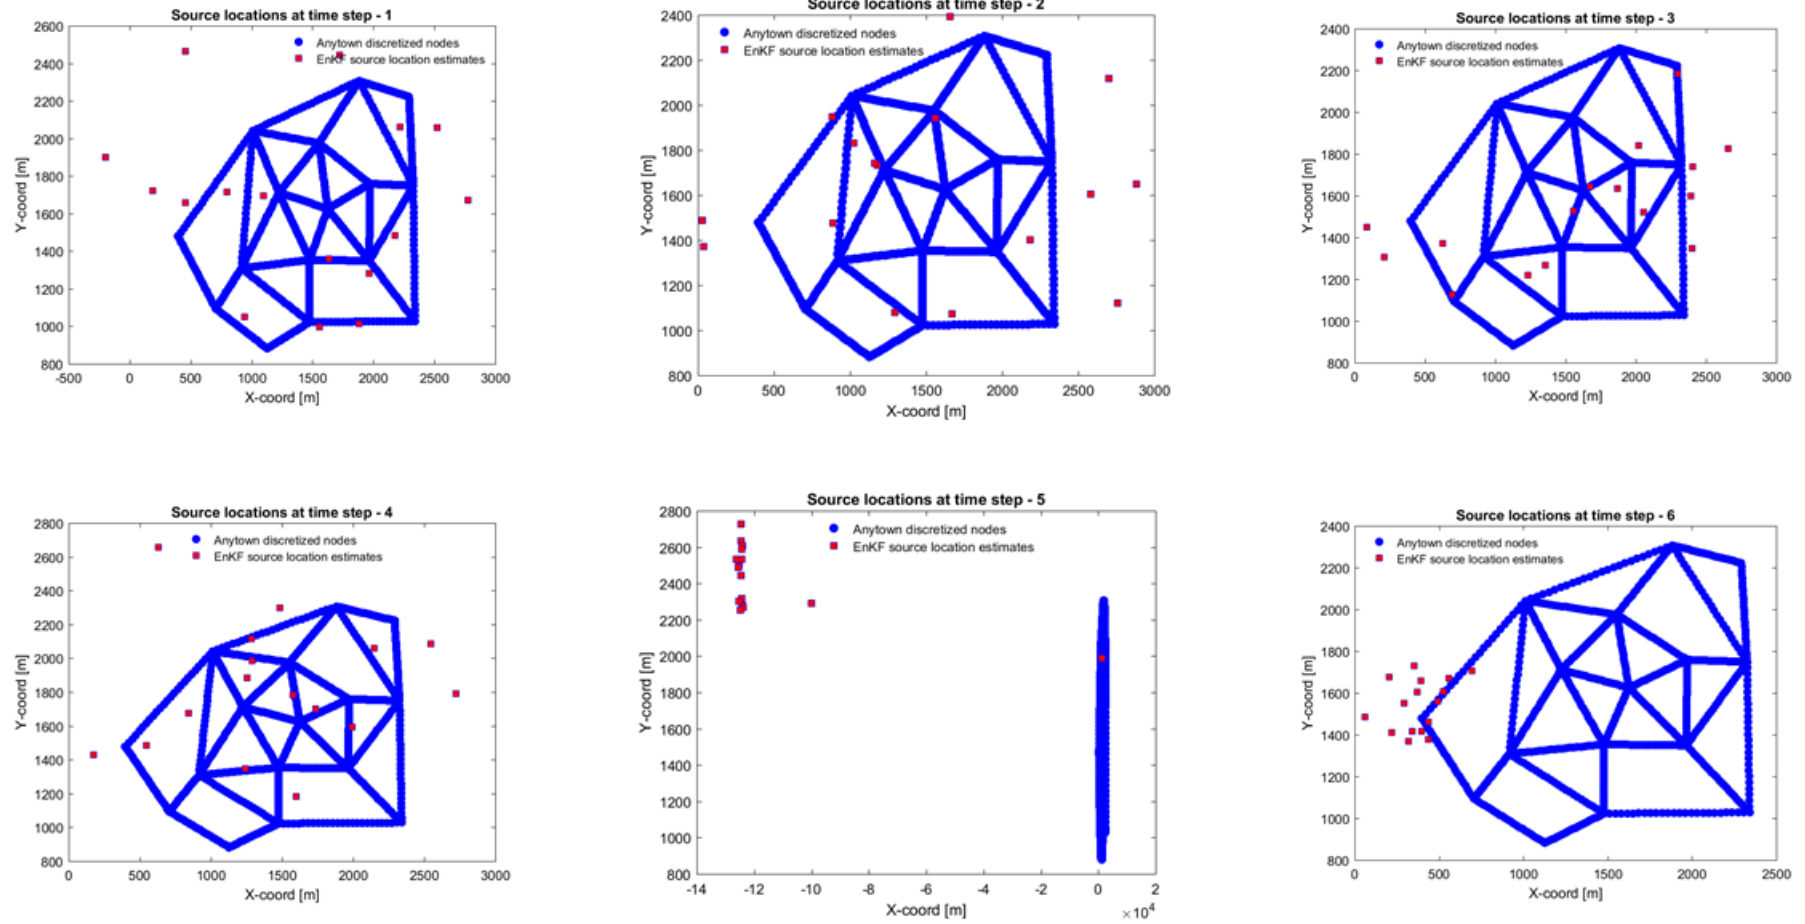 Source locations at time step - 1
2600
2400
2200
2000
1800
1600
1400
1200
1000
800
Y-coord [m]
-500 0 500 1000 1500 2000 2500 3000
X-coord [m]
Anytown discretized nodes
EnKF source location estimates
Source locations at time step - 2
2400
2200
2000
1800
1600
1400
1200
1000
800
Y-coord [m]
0 500 1000 1500 2000 2500 3000
X-coord [m]
Anytown discretized nodes
EnKF source location estimates
Source locations at time step - 3
2400
2200
2000
1800
1600
1400
1200
1000
800
Y-coord [m]
0 500 1000 1500 2000 2500 3000
X-coord [m]
Anytown discretized nodes
EnKF source location estimates
Source locations at time step - 4
2800
2600
2400
2200
2000
1800
1600
1400
1200
1000
800
Y-coord [m]
0 500 1000 1500 2000 2500 3000
X-coord [m]
Anytown discretized nodes
EnKF source location estimates
Source locations at time step - 5
2800
2600
2400
2200
2000
1800
1600
1400
1200
1000
800
Y-coord [m]
-14 -12 -10 -8 -6 -4 -2 0 2
X-coord [m]
×10⁴
Anytown discretized nodes
EnKF source location estimates
Source locations at time step - 6
2400
2200
2000
1800
1600
1400
1200
1000
800
Y-coord [m]
0 500 1000 1500 2000 2500
X-coord [m]
Anytown discretized nodes
EnKF source location estimates